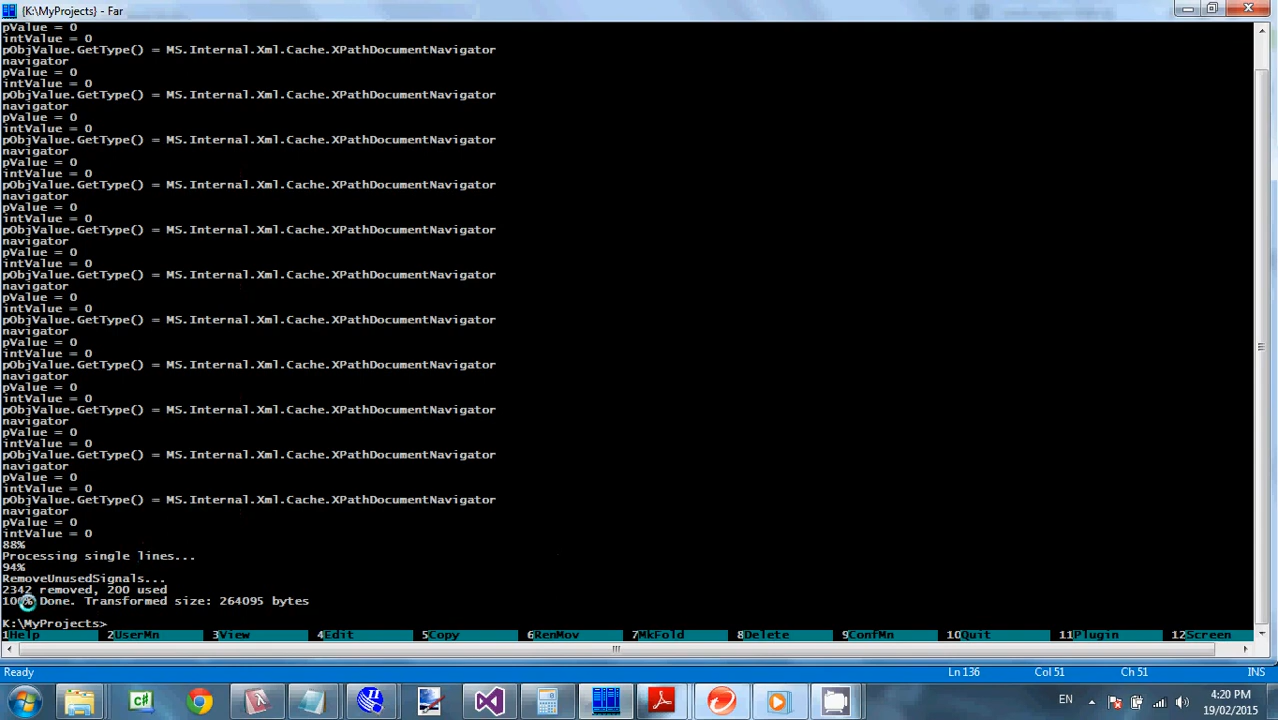 {K:\MyProjects} - Far
pValue = 0
intValue = 0
pObjValue.GetType() = MS.Internal.Xml.Cache.XPathDocumentNavigator
navigator
pValue = 0
intValue = 0
pObjValue.GetType() = MS.Internal.Xml.Cache.XPathDocumentNavigator
navigator
pValue = 0
intValue = 0
pObjValue.GetType() = MS.Internal.Xml.Cache.XPathDocumentNavigator
navigator
pValue = 0
intValue = 0
pObjValue.GetType() = MS.Internal.Xml.Cache.XPathDocumentNavigator
navigator
pValue = 0
intValue = 0
pObjValue.GetType() = MS.Internal.Xml.Cache.XPathDocumentNavigator
navigator
pValue = 0
intValue = 0
pObjValue.GetType() = MS.Internal.Xml.Cache.XPathDocumentNavigator
navigator
pValue = 0
intValue = 0
pObjValue.GetType() = MS.Internal.Xml.Cache.XPathDocumentNavigator
navigator
pValue = 0
intValue = 0
pObjValue.GetType() = MS.Internal.Xml.Cache.XPathDocumentNavigator
navigator
pValue = 0
intValue = 0
pObjValue.GetType() = MS.Internal.Xml.Cache.XPathDocumentNavigator
navigator
pValue = 0
intValue = 0
pObjValue.GetType() = MS.Internal.Xml.Cache.XPathDocumentNavigator
navigator
pValue = 0
intValue = 0
pObjValue.GetType() = MS.Internal.Xml.Cache.XPathDocumentNavigator
navigator
pValue = 0
intValue = 0
88%
Processing single lines...
94%
RemoveUnusedSignals...
2342 removed, 200 used
100% Done. Transformed size: 264095 bytes
K:\MyProjects>
1Help 2UserMn 3View 4Edit 5Copy 6RenMov 7MkFold 8Delete 9ConfMn 10Quit 11Plugin 12Screen
Ready Ln 136 Col 51 Ch 51 INS
EN 4:20 PM
19/02/2015